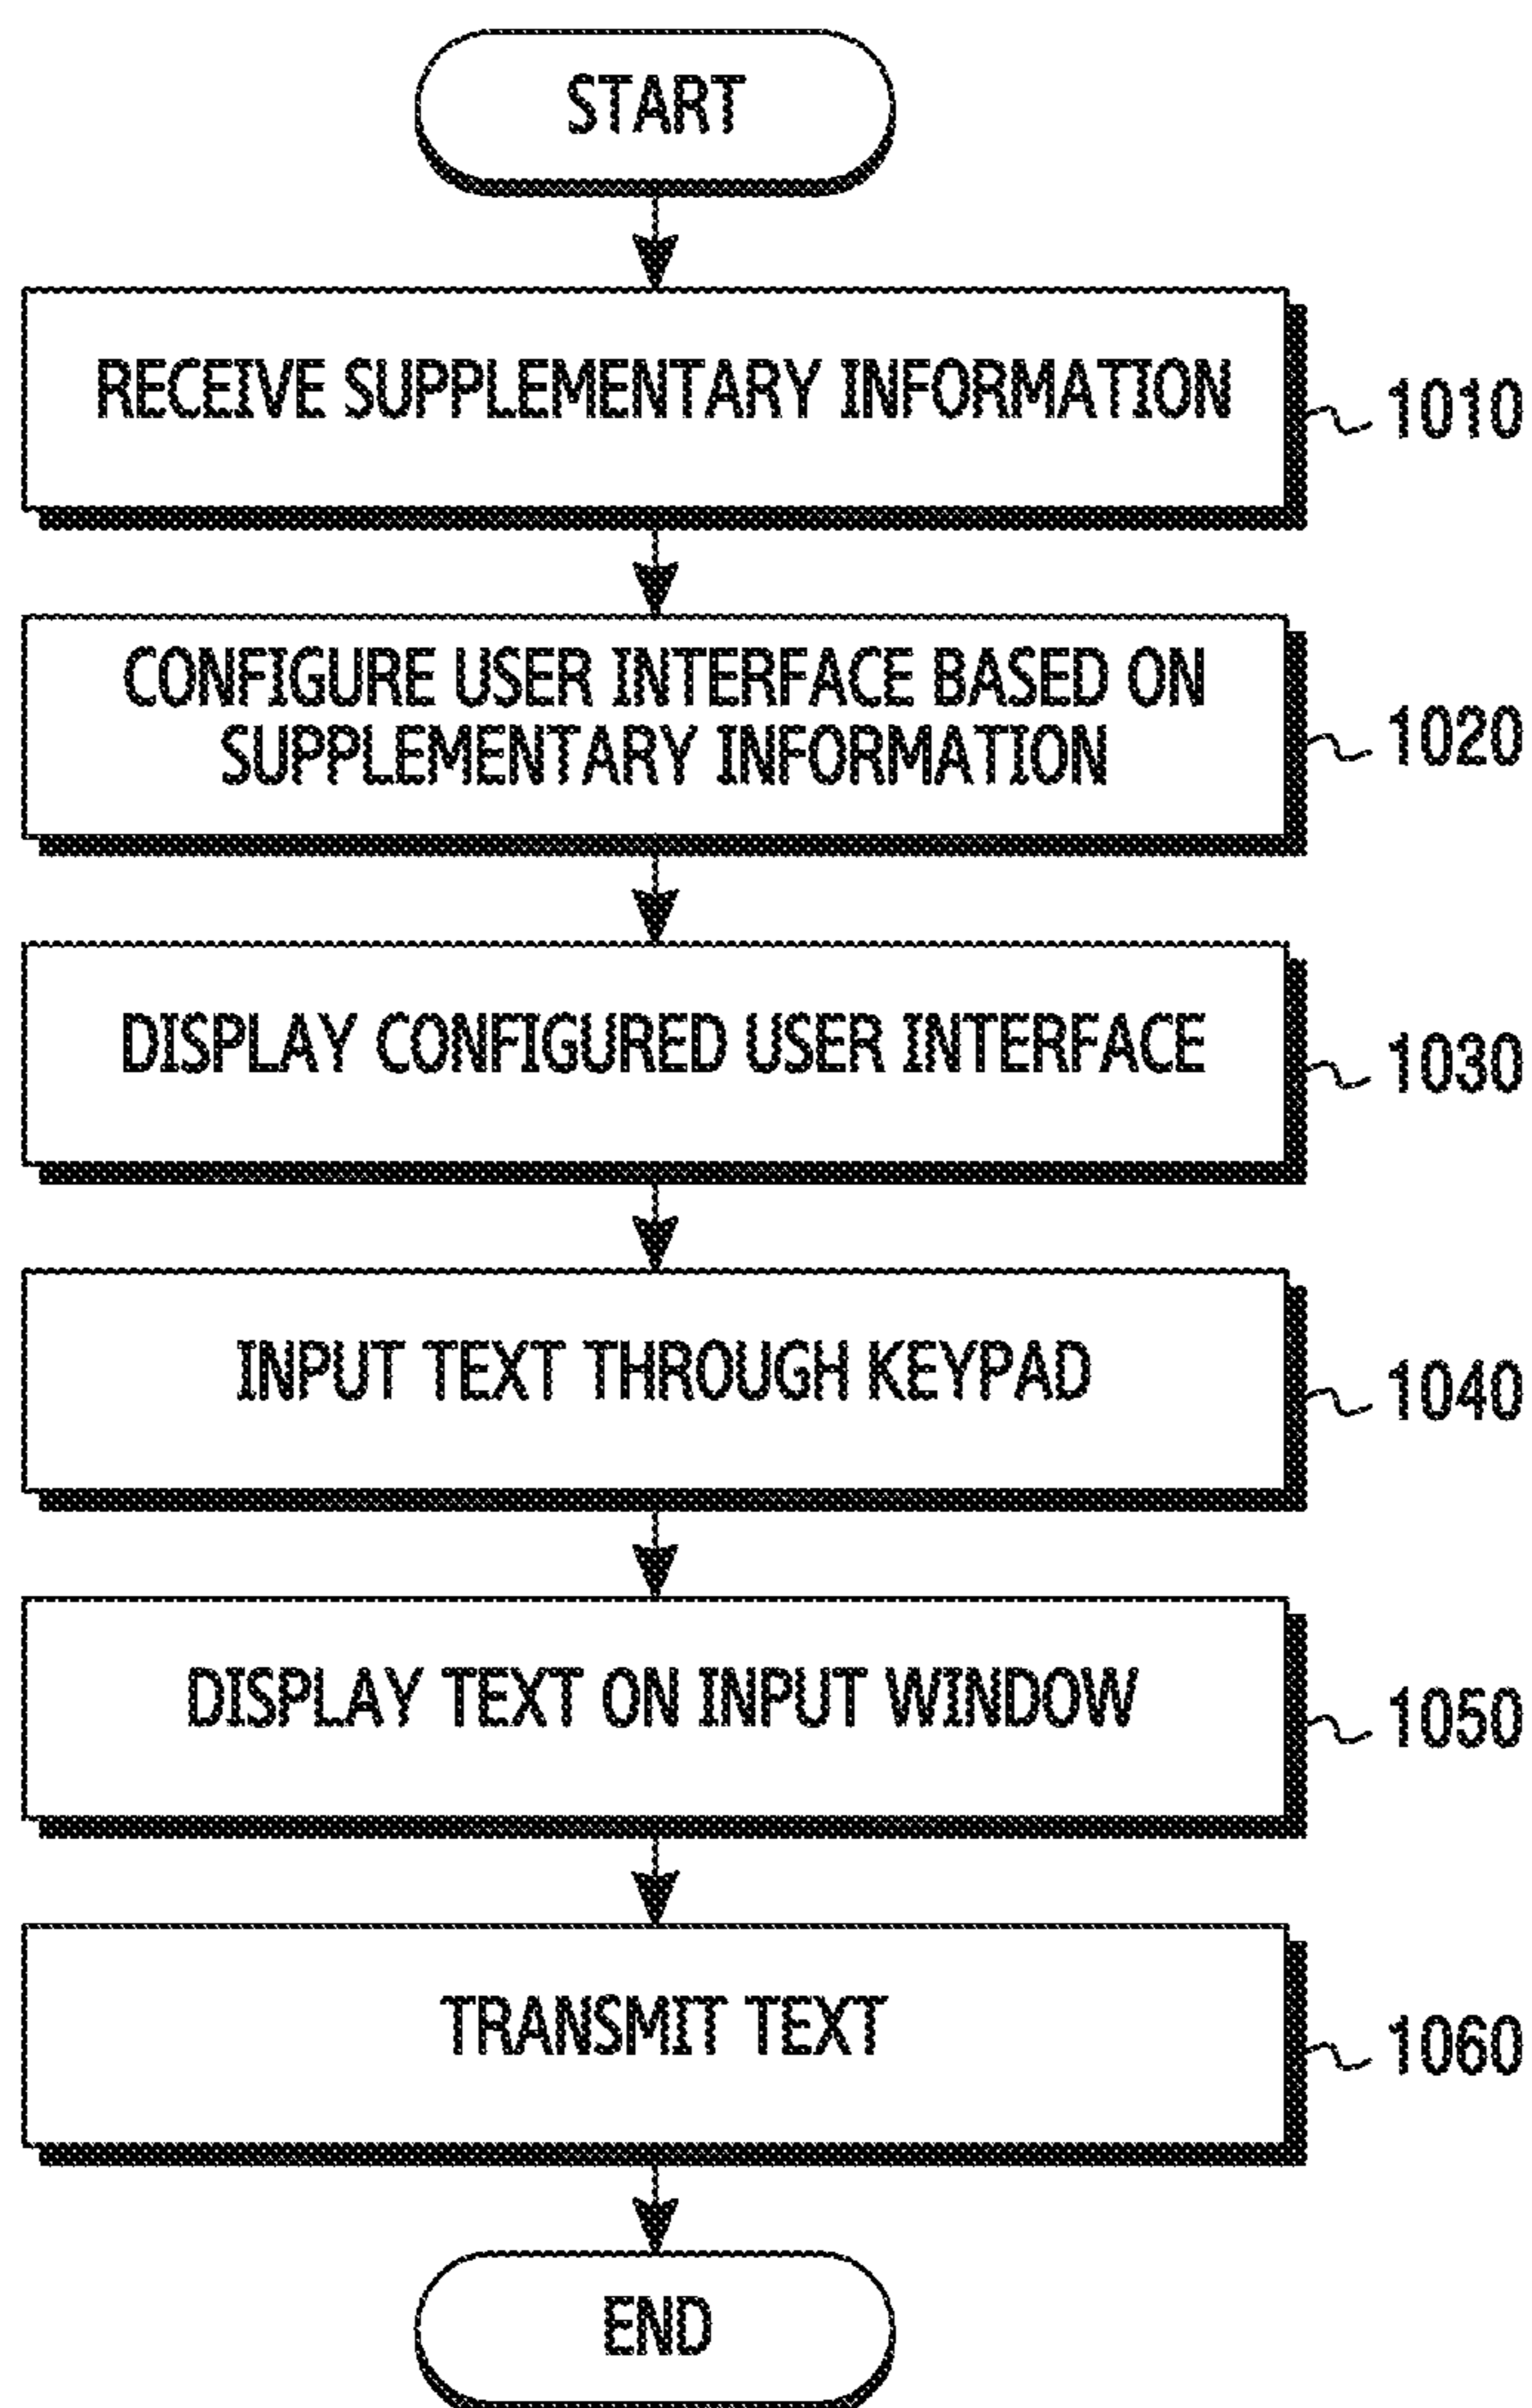 START
RECEIVE SUPPLEMENTARY INFORMATION
1010
CONFIGURE USER INTERFACE BASED ON
SUPPLEMENTARY INFORMATION
1020
DISPLAY CONFIGURED USER INTERFACE
1030
INPUT TEXT THROUGH KEYPAD
1040
DISPLAY TEXT ON INPUT WINDOW
1050
TRANSMIT TEXT
1060
END